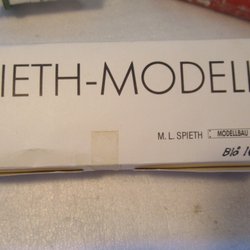 IETH-MODELL
M. L. SPIETH MODELLBAU